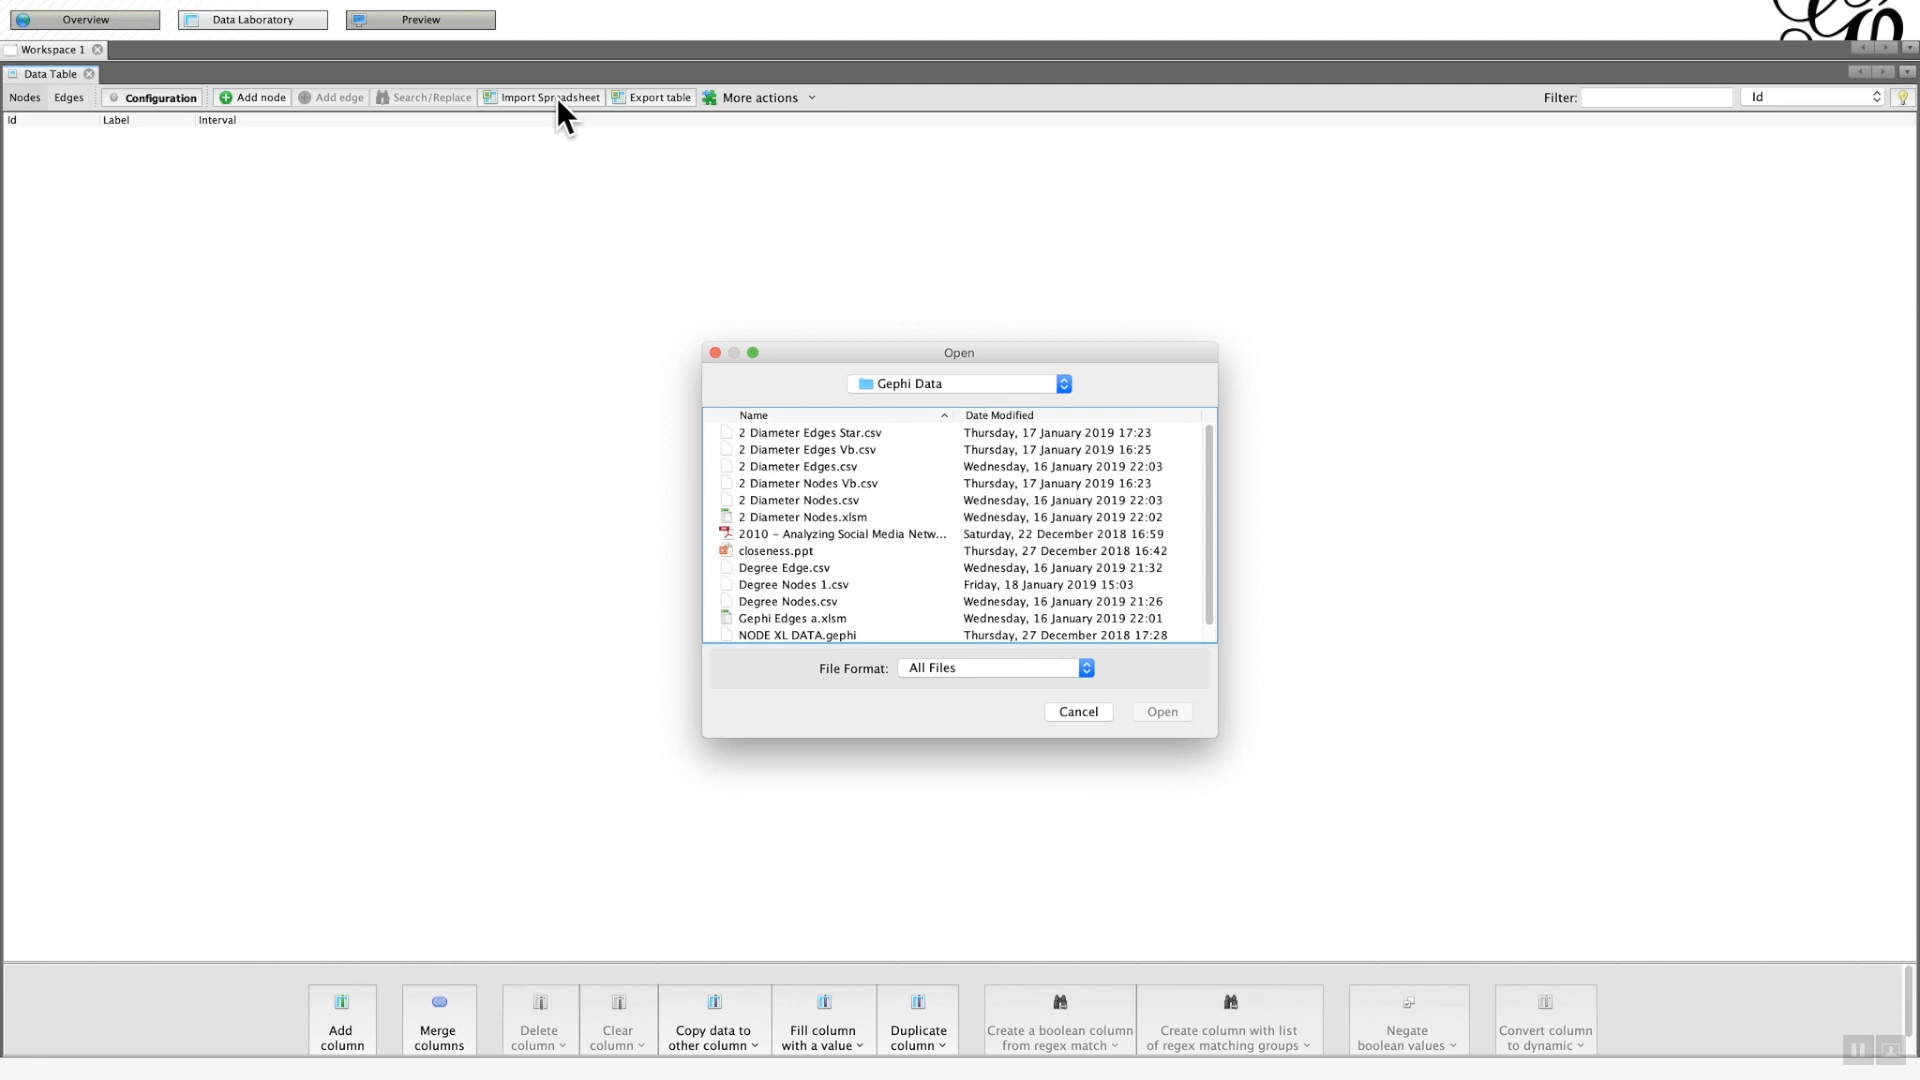 Overview Data Laboratory Preview
Workspace 1
Data Table
Nodes Edges Configuration Add node Add edge Search/Replace Import Spreadsheet Export table More actions Filter: Id
Id Label Interval
Open
Gephi Data
Name Date Modified
2 Diameter Edges Star.csv Thursday, 17 January 2019 17:23
2 Diameter Edges Vb.csv Thursday, 17 January 2019 16:25
2 Diameter Edges.csv Wednesday, 16 January 2019 22:03
2 Diameter Nodes Vb.csv Thursday, 17 January 2019 16:23
2 Diameter Nodes.csv Wednesday, 16 January 2019 22:03
2 Diameter Nodes.xlsm Wednesday, 16 January 2019 22:02
2010 – Analyzing Social Media Netw... Saturday, 22 December 2018 16:59
closeness.ppt Thursday, 27 December 2018 16:42
Degree Edge.csv Wednesday, 16 January 2019 21:32
Degree Nodes 1.csv Friday, 18 January 2019 15:03
Degree Nodes.csv Wednesday, 16 January 2019 21:26
Gephi Edges a.xlsm Wednesday, 16 January 2019 22:01
NODE XL DATA.gephi Thursday, 27 December 2018 17:28
File Format: All Files
Cancel Open
Add column
Merge columns
Delete column
Clear column
Copy data to other column
Fill column with a value
Duplicate column
Create a boolean column from regex match
Create column with list of regex matching groups
Negate boolean values
Convert column to dynamic